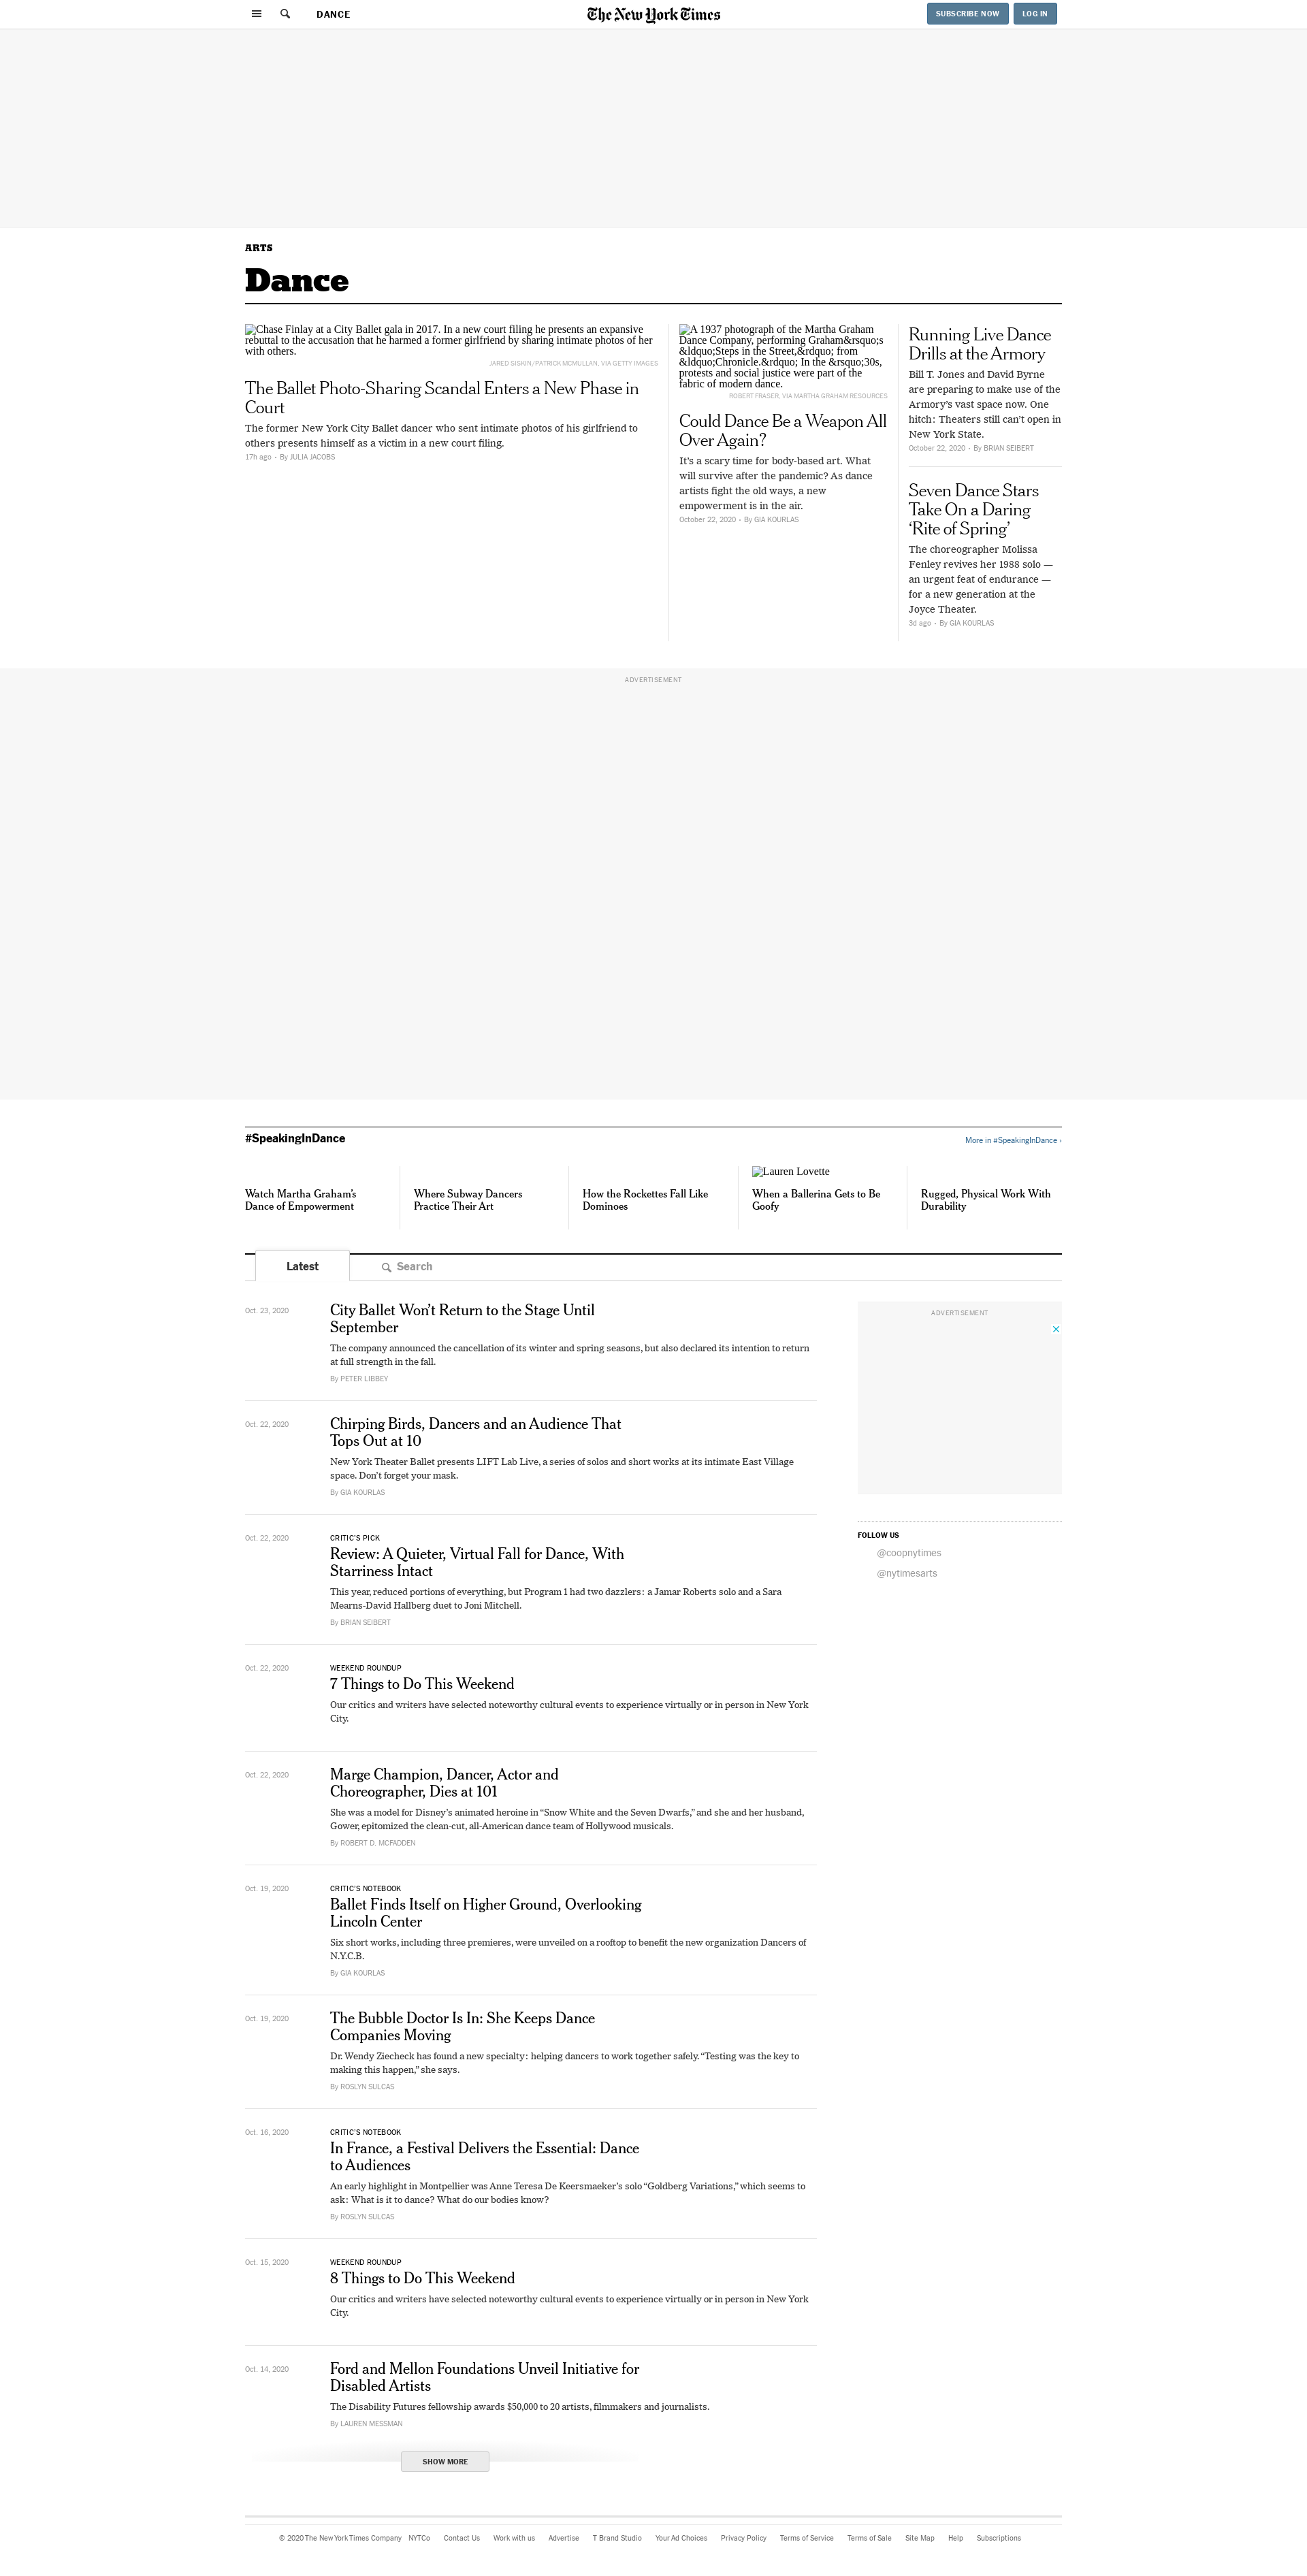 DANCE
The New York Times
SUBSCRIBE NOW
LOG IN
ARTS
Dance
Chase Finlay at a City Ballet gala in 2017. In a new court filing he presents an expansive
rebuttal to the accusation that he harmed a former girlfriend by sharing intimate photos of her
with others.
JARED SISKIN/PATRICK MCMULLAN, VIA GETTY IMAGES
The Ballet Photo-Sharing Scandal Enters a New Phase in
Court
The former New York City Ballet dancer who sent intimate photos of his girlfriend to
others presents himself as a victim in a new court filing.
17h ago • By JULIA JACOBS
A 1937 photograph of the Martha Graham
Dance Company, performing Graham&rsquo;s
&ldquo;Steps in the Street,&rdquo; from
&ldquo;Chronicle.&rdquo; In the &rsquo;30s,
protests and social justice were part of the
fabric of modern dance.
ROBERT FRASER, VIA MARTHA GRAHAM RESOURCES
Could Dance Be a Weapon All
Over Again?
It’s a scary time for body-based art. What
will survive after the pandemic? As dance
artists fight the old ways, a new
empowerment is in the air.
October 22, 2020 • By GIA KOURLAS
Running Live Dance
Drills at the Armory
Bill T. Jones and David Byrne
are preparing to make use of the
Armory’s vast space now. One
hitch: Theaters still can’t open in
New York State.
October 22, 2020 • By BRIAN SEIBERT
Seven Dance Stars
Take On a Daring
‘Rite of Spring’
The choreographer Molissa
Fenley revives her 1988 solo —
an urgent feat of endurance —
for a new generation at the
Joyce Theater.
3d ago • By GIA KOURLAS
ADVERTISEMENT
#SpeakingInDance
More in #SpeakingInDance ›
Watch Martha Graham’s
Dance of Empowerment
Where Subway Dancers
Practice Their Art
How the Rockettes Fall Like
Dominoes
Lauren Lovette
When a Ballerina Gets to Be
Goofy
Rugged, Physical Work With
Durability
Latest
Search
Oct. 23, 2020
City Ballet Won’t Return to the Stage Until
September
The company announced the cancellation of its winter and spring seasons, but also declared its intention to return
at full strength in the fall.
By PETER LIBBEY
Oct. 22, 2020
Chirping Birds, Dancers and an Audience That
Tops Out at 10
New York Theater Ballet presents LIFT Lab Live, a series of solos and short works at its intimate East Village
space. Don’t forget your mask.
By GIA KOURLAS
Oct. 22, 2020
CRITIC’S PICK
Review: A Quieter, Virtual Fall for Dance, With
Starriness Intact
This year, reduced portions of everything, but Program 1 had two dazzlers: a Jamar Roberts solo and a Sara
Mearns-David Hallberg duet to Joni Mitchell.
By BRIAN SEIBERT
Oct. 22, 2020
WEEKEND ROUNDUP
7 Things to Do This Weekend
Our critics and writers have selected noteworthy cultural events to experience virtually or in person in New York
City.
Oct. 22, 2020
Marge Champion, Dancer, Actor and
Choreographer, Dies at 101
She was a model for Disney’s animated heroine in “Snow White and the Seven Dwarfs,” and she and her husband,
Gower, epitomized the clean-cut, all-American dance team of Hollywood musicals.
By ROBERT D. MCFADDEN
Oct. 19, 2020
CRITIC’S NOTEBOOK
Ballet Finds Itself on Higher Ground, Overlooking
Lincoln Center
Six short works, including three premieres, were unveiled on a rooftop to benefit the new organization Dancers of
N.Y.C.B.
By GIA KOURLAS
Oct. 19, 2020
The Bubble Doctor Is In: She Keeps Dance
Companies Moving
Dr. Wendy Ziecheck has found a new specialty: helping dancers to work together safely. “Testing was the key to
making this happen,” she says.
By ROSLYN SULCAS
Oct. 16, 2020
CRITIC’S NOTEBOOK
In France, a Festival Delivers the Essential: Dance
to Audiences
An early highlight in Montpellier was Anne Teresa De Keersmaeker’s solo “Goldberg Variations,” which seems to
ask: What is it to dance? What do our bodies know?
By ROSLYN SULCAS
Oct. 15, 2020
WEEKEND ROUNDUP
8 Things to Do This Weekend
Our critics and writers have selected noteworthy cultural events to experience virtually or in person in New York
City.
Oct. 14, 2020
Ford and Mellon Foundations Unveil Initiative for
Disabled Artists
The Disability Futures fellowship awards $50,000 to 20 artists, filmmakers and journalists.
By LAUREN MESSMAN
SHOW MORE
ADVERTISEMENT
FOLLOW US
@coopnytimes
@nytimesarts
© 2020 The New York Times Company NYTCo Contact Us Work with us Advertise T Brand Studio Your Ad Choices Privacy Policy Terms of Service Terms of Sale Site Map Help Subscriptions